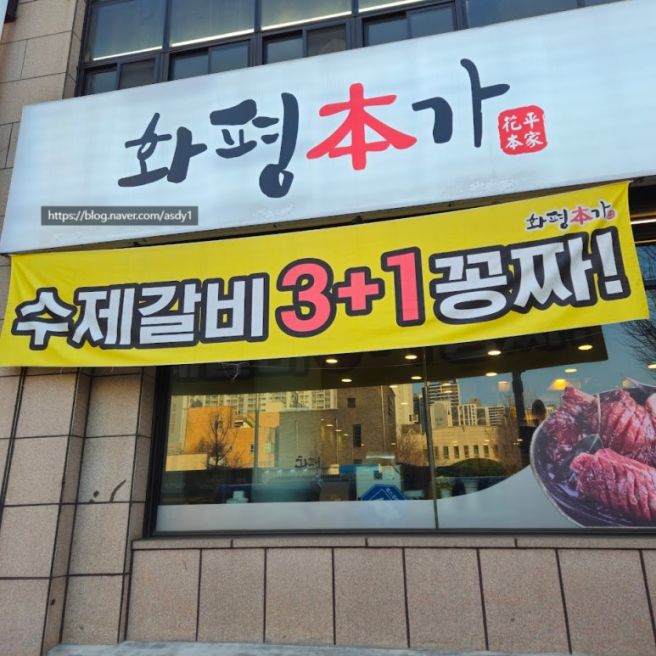 화평本가
花平
本家
https://blog.naver.com/asdy1
화평本가
수제갈비 3+1 꽁짜!